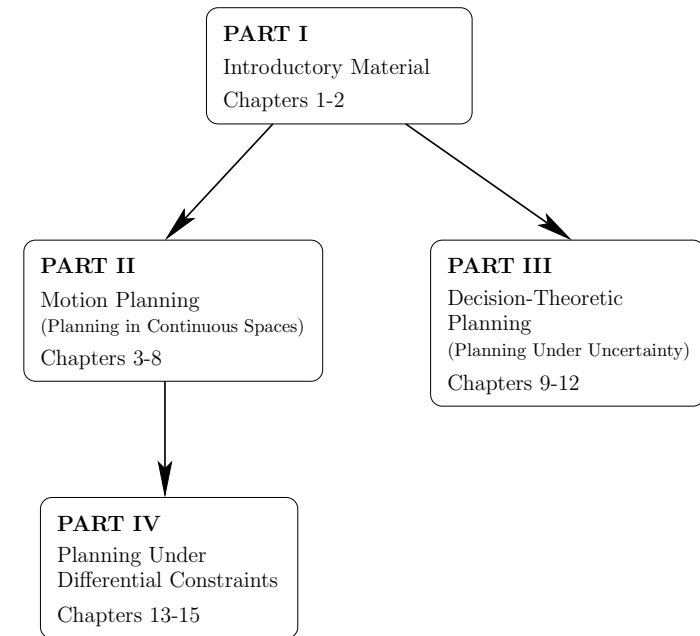 PART I
Introductory Material
Chapters 1-2
PART II
Motion Planning
(Planning in Continuous Spaces)
Chapters 3-8
PART III
Decision-Theoretic
Planning
(Planning Under Uncertainty)
Chapters 9-12
PART IV
Planning Under
Differential Constraints
Chapters 13-15